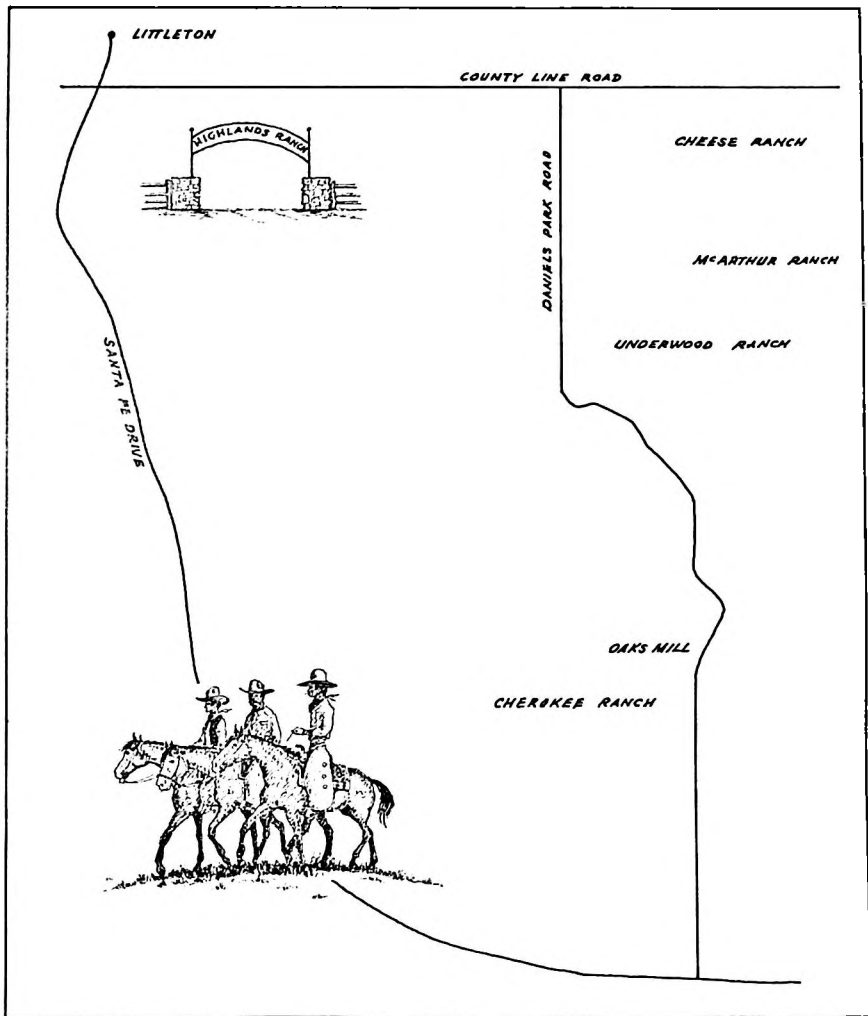 LITTLETON
COUNTY LINE ROAD
HIGHLANDS RANCH
CHEESE RANCH
DANIELS PARK ROAD
McARTHUR RANCH
UNDERWOOD RANCH
SANTA FE DRIVE
OAKS MILL
CHEROKEE RANCH